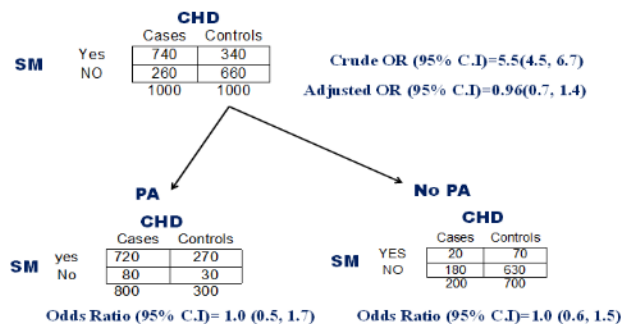 CHD
Cases Controls
SM Yes 740 340
NO 260 660
1000 1000
Crude OR (95% C.I)=5.5(4.5, 6.7)
Adjusted OR (95% C.I)=0.96(0.7, 1.4)
PA
CHD
Cases Controls
SM yes 720 270
No 80 30
800 300
Odds Ratio (95% C.I)= 1.0 (0.5, 1.7)
No PA
CHD
Cases Controls
SM YES 20 70
NO 180 630
200 700
Odds Ratio (95% C.I)=1.0 (0.6, 1.5)